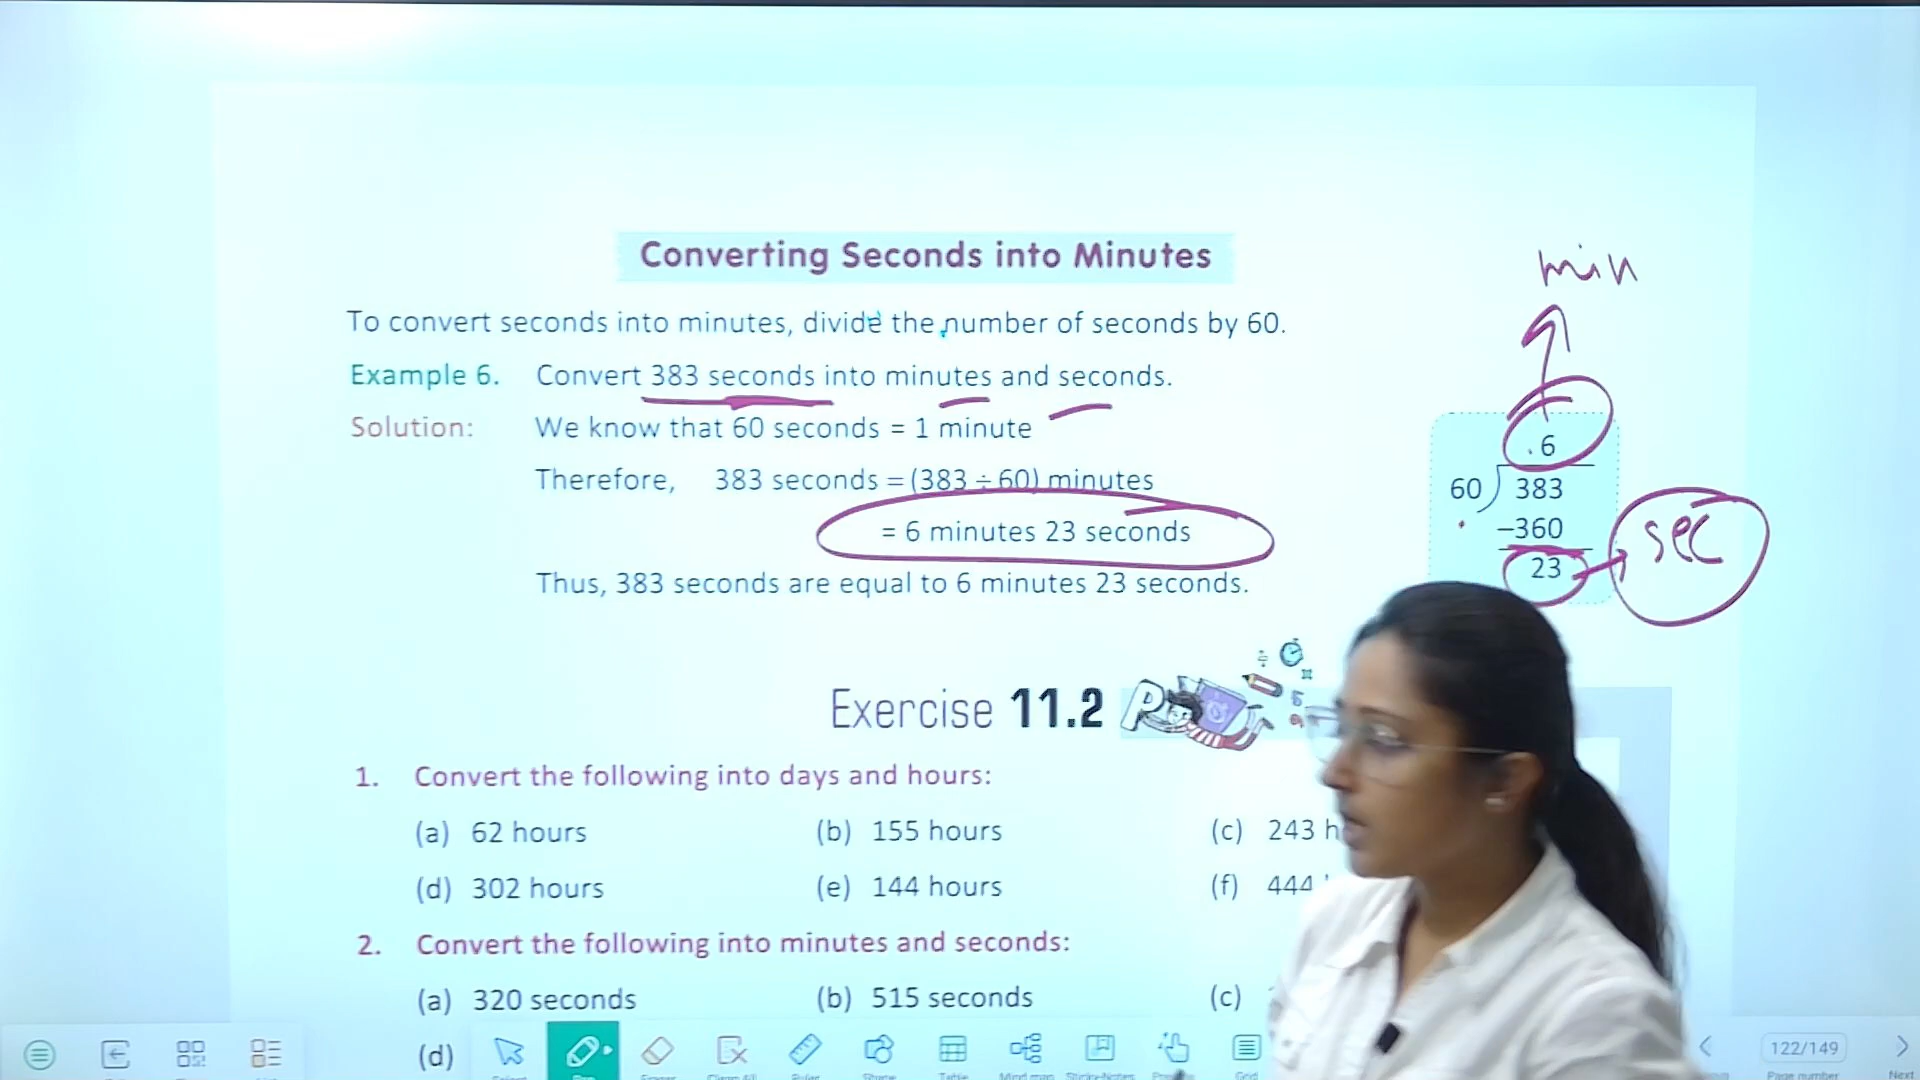 Converting Seconds into Minutes
min
To convert seconds into minutes, divide the number of seconds by 60.
Example 6. Convert 383 seconds into minutes and seconds.
Solution: We know that 60 seconds = 1 minute
Therefore, 383 seconds = (383 ÷ 60) minutes
= 6 minutes 23 seconds
Thus, 383 seconds are equal to 6 minutes 23 seconds.
.6
60 ) 383
–360
23
sec
Exercise 11.2
1. Convert the following into days and hours:
(a) 62 hours (b) 155 hours (c) 243 h
(d) 302 hours (e) 144 hours (f) 444
2. Convert the following into minutes and seconds:
(a) 320 seconds (b) 515 seconds (c)
(d)
122/149
Page number
Next